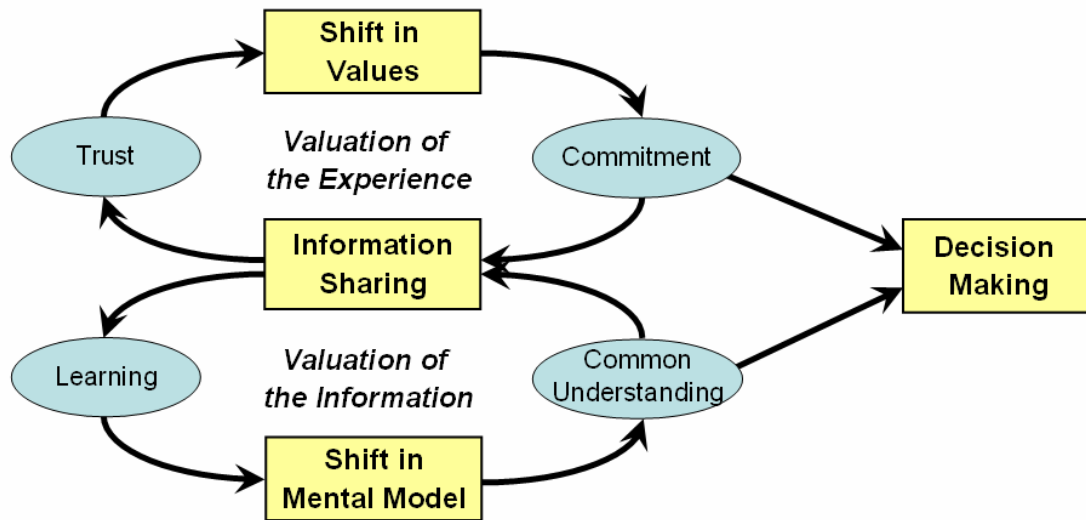 Shift in
Values
Trust
Valuation of
the Experience
Commitment
Information
Sharing
Decision
Making
Learning
Valuation of
the Information
Common
Understanding
Shift in
Mental Model